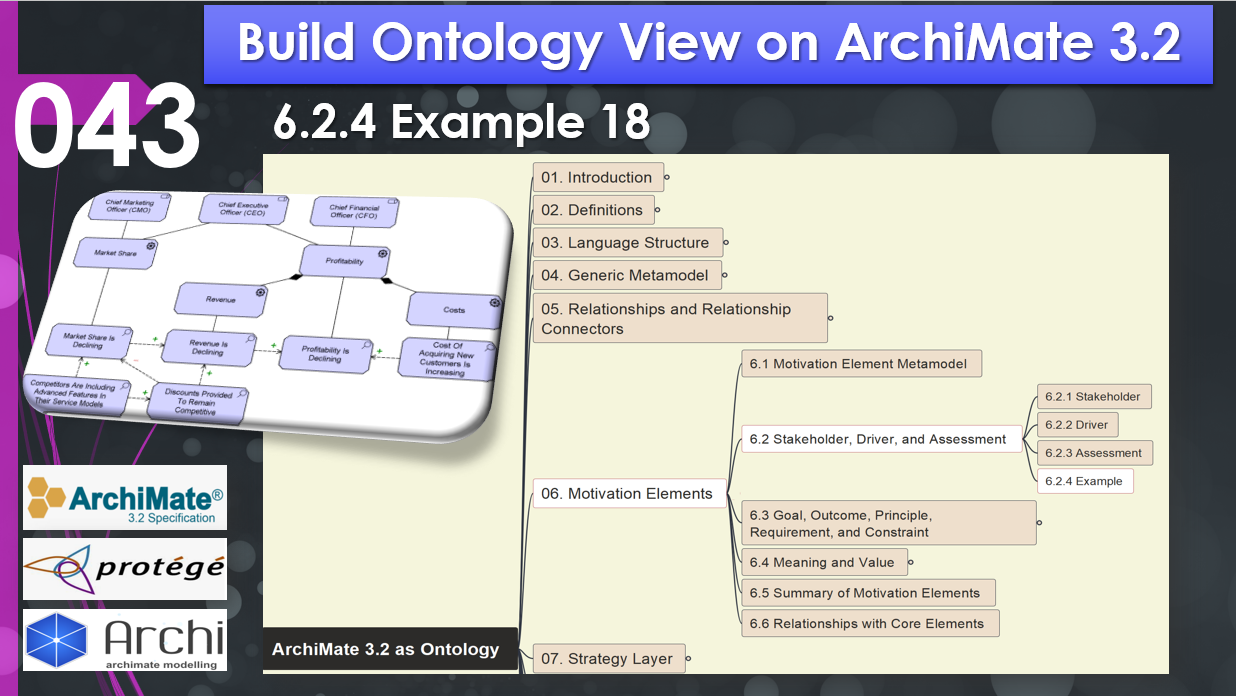 Build Ontology View on ArchiMate 3.2
043
6.2.4 Example 18
Chief Marketing
Officer (CMO)
Chief Executive
Officer (CEO)
Chief Financial
Officer (CFO)
Market Share
Profitability
Revenue
Costs
Market Share Is
Declining
Revenue Is
Declining
Profitability Is
Declining
Cost Of
Acquiring New
Customers Is
Increasing
Competitors Are Including
Advanced Features In
Their Service Models
Discounts Provided
To Remain
Competitive
+
+
+
+
+
+
-
ArchiMate®
3.2 Specification
protégé
Archi
archimate modelling
ArchiMate 3.2 as Ontology
01. Introduction
02. Definitions
03. Language Structure
04. Generic Metamodel
05. Relationships and Relationship
Connectors
06. Motivation Elements
6.1 Motivation Element Metamodel
6.2 Stakeholder, Driver, and Assessment
6.2.1 Stakeholder
6.2.2 Driver
6.2.3 Assessment
6.2.4 Example
6.3 Goal, Outcome, Principle,
Requirement, and Constraint
6.4 Meaning and Value
6.5 Summary of Motivation Elements
6.6 Relationships with Core Elements
07. Strategy Layer